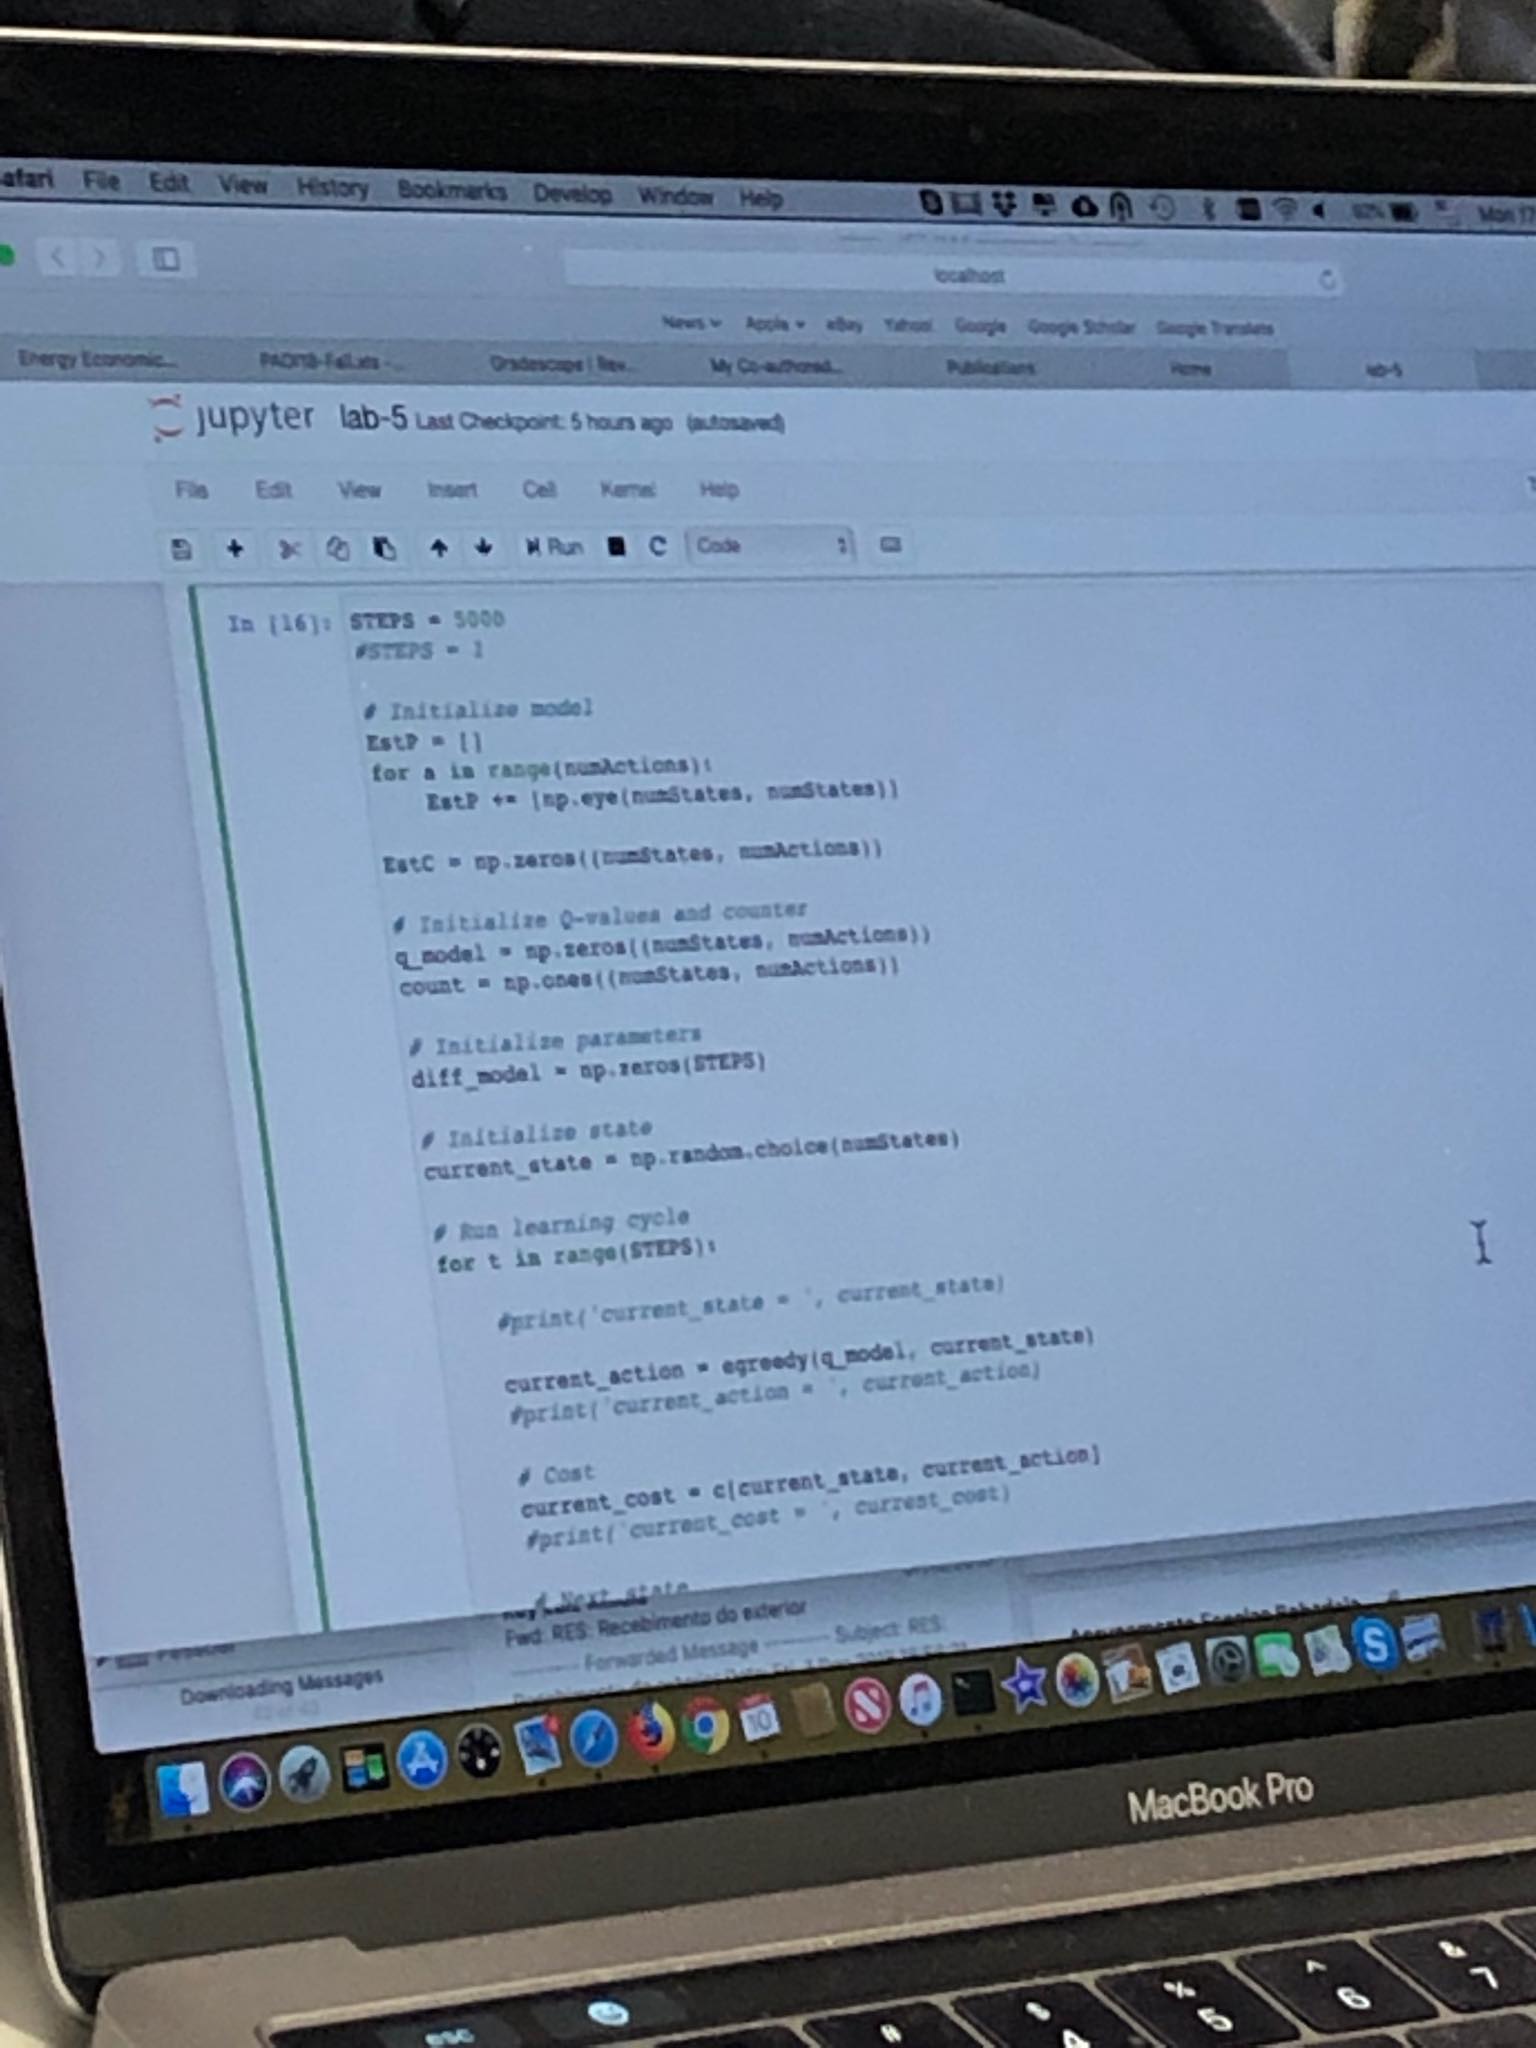 afari File Edit View History Bookmarks Develop Window Help Mon
localhost
News Apple eBay Yahoo! Google Google Scholar Google Translate
Energy Economic... Gradescope | Rev... My Co-authored... Publications Home lab-5
jupyter lab-5 Last Checkpoint: 5 hours ago (autosaved)
File Edit View Insert Cell Kernel Help
Run Code
In [16]: STEPS = 5000
#STEPS = 1
# Initialize model
EstP = []
for a in range(numActions):
EstP += [np.eye(numStates, numStates)]
EstC = np.zeros((numStates, numActions))
# Initialize Q-values and counter
q_model = np.zeros((numStates, numActions))
count = np.ones((numStates, numActions))
# Initialize parameters
diff_model = np.zeros(STEPS)
# Initialize state
current_state = np.random.choice(numStates)
# Run learning cycle
for t in range(STEPS):
#print('current_state = ', current_state)
current_action = egreedy(q_model, current_state)
#print('current_action = ', current_action)
# Cost
current_cost = c[current_state, current_action]
#print('current_cost = ', current_cost)
# Next state
Fwd: RES: Recebimento do exterior
Forwarded Message -------- Subject: RES:
Downloading Messages
10
MacBook Pro
esc
$ 4
% 5
^ 6
& 7